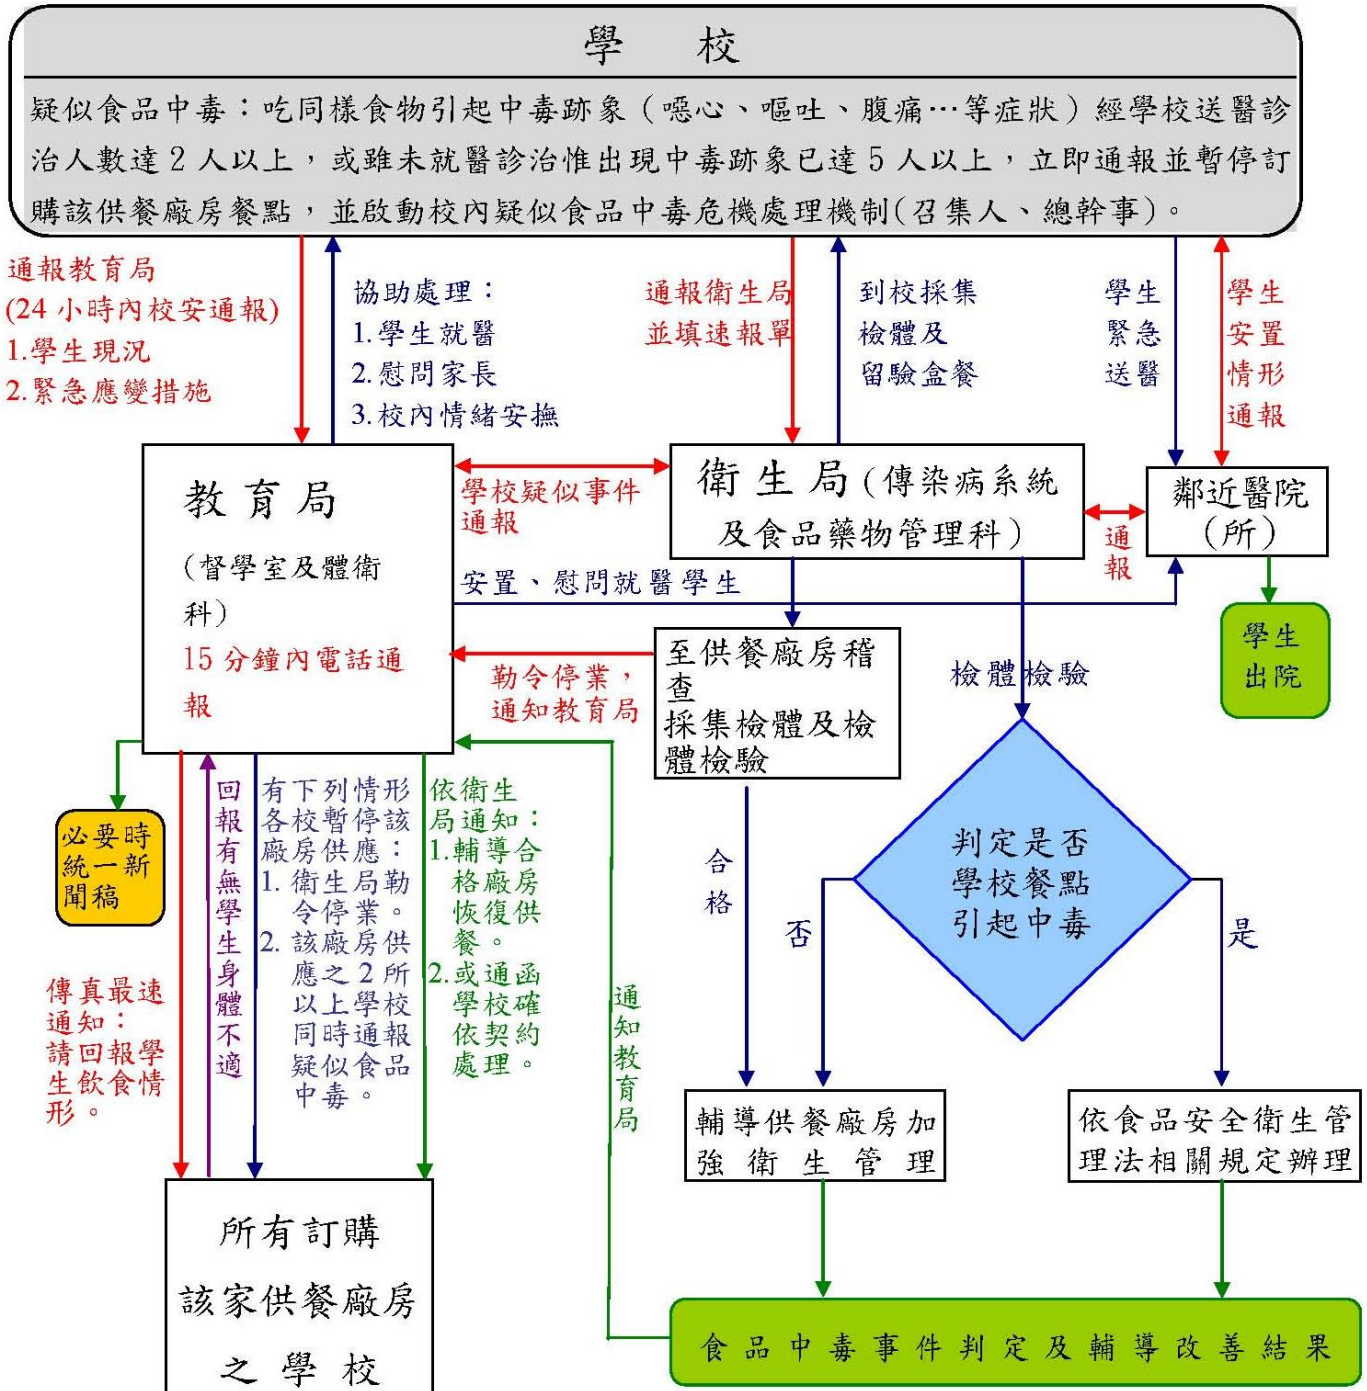 學 校
疑似食品中毒：吃同樣食物引起中毒跡象（噁心、嘔吐、腹痛…等症狀）經學校送醫診
治人數達 2 人以上，或雖未就醫診治惟出現中毒跡象已達 5 人以上，立即通報並暫停訂
購該供餐廠房餐點，並啟動校內疑似食品中毒危機處理機制(召集人、總幹事)。
通報教育局
(24 小時內校安通報)
1.學生現況
2.緊急應變措施
協助處理：
1.學生就醫
2.慰問家長
3.校內情緒安撫
通報衛生局
並填速報單
到校採集
檢體及
留驗盒餐
學生
緊急
送醫
學生
安置
情形
通報
教育局
(督學室及體衛
科)
15 分鐘內電話通
報
學校疑似事件
通報
衛生局(傳染病系統
及食品藥物管理科)
通
報
鄰近醫院
(所)
安置、慰問就醫學生
學生
出院
勒令停業，
通知教育局
至供餐廠房稽
查
採集檢體及檢
體檢驗
檢體檢驗
必要時
統一新
聞稿
傳真最速
通知：
請回報學
生飲食情
形。
回報有無學生身體不適
有下列情形
各校暫停該
廠房供應：
1. 衛生局勒
令停業。
2. 該廠房供
應之 2 所
以上學校
同時通報
疑似食品
中毒。
依衛生
局通知：
1.輔導合
格廠房
恢復供
餐。
2.或通函
學校確
依契約
處理。
通知教育局
合格
判定是否
學校餐點
引起中毒
否
是
輔導供餐廠房加
強衛生管理
依食品安全衛生管
理法相關規定辦理
所有訂購
該家供餐廠房
之學校
食品中毒事件判定及輔導改善結果